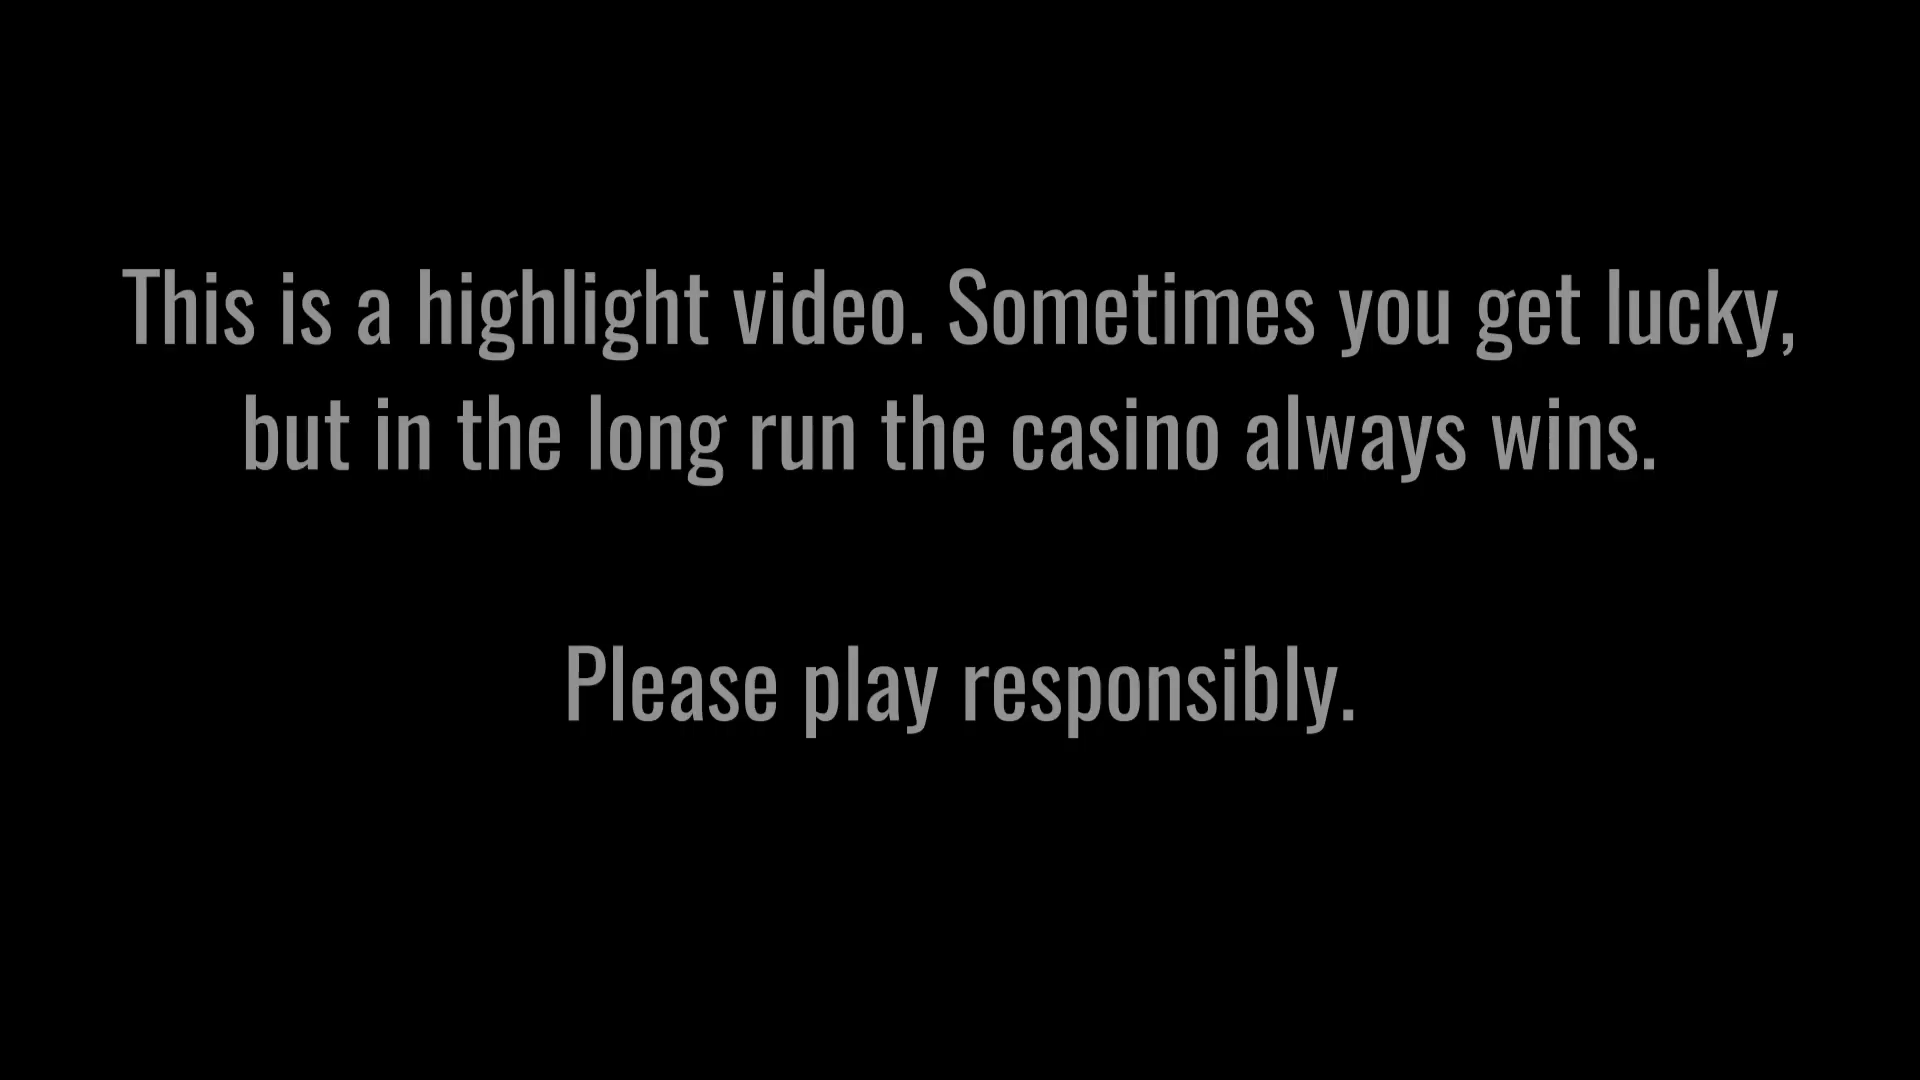 This is a highlight video. Sometimes you get lucky,
but in the long run the casino always wins.
Please play responsibly.